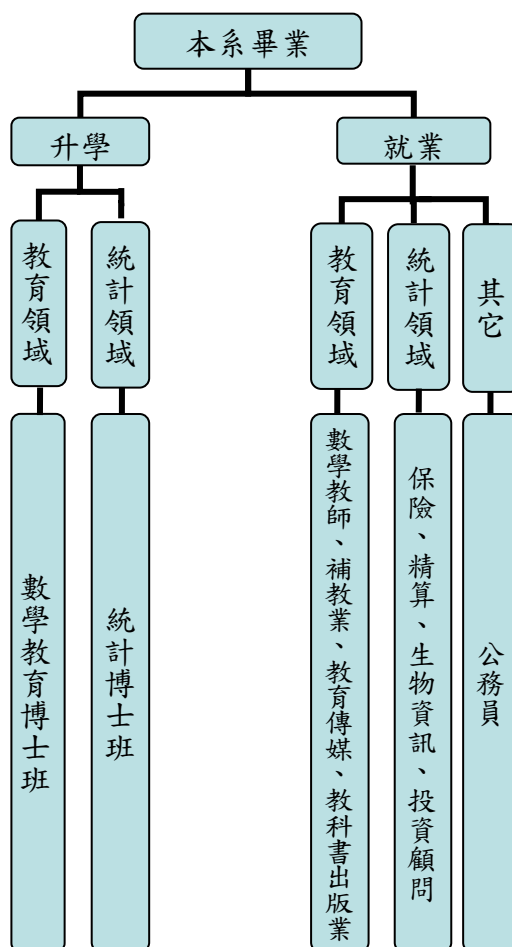 本系畢業
升學
就業
教育領域
統計領域
教育領域
統計領域
其它
數學教育博士班
統計博士班
數學教師、補教業、教育傳媒、教科書出版業
保險、精算、生物資訊、投資顧問
公務員